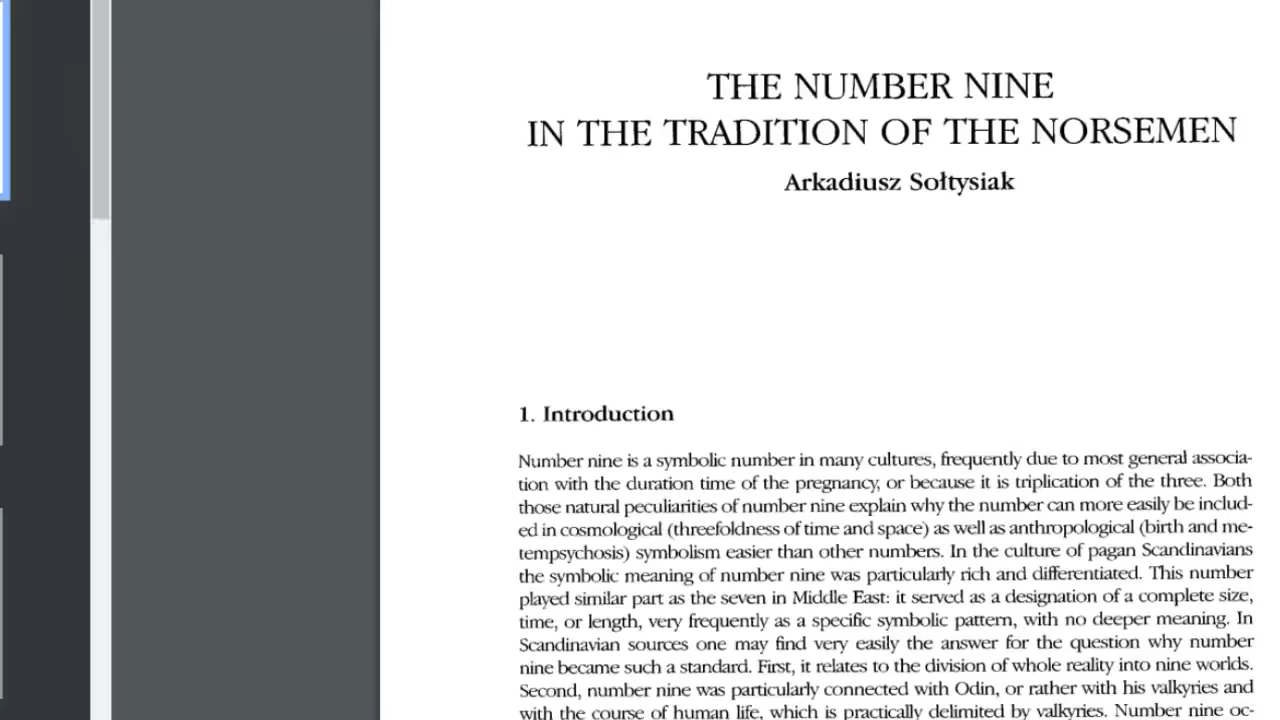 THE NUMBER NINE
IN THE TRADITION OF THE NORSEMEN
Arkadiusz Sołtysiak
1. Introduction
Number nine is a symbolic number in many cultures, frequently due to most general associa-
tion with the duration time of the pregnancy, or because it is triplication of the three. Both
those natural peculiarities of number nine explain why the number can more easily be includ-
ed in cosmological (threefoldness of time and space) as well as anthropological (birth and me-
tempsychosis) symbolism easier than other numbers. In the culture of pagan Scandinavians
the symbolic meaning of number nine was particularly rich and differentiated. This number
played similar part as the seven in Middle East: it served as a designation of a complete size,
time, or length, very frequently as a specific symbolic pattern, with no deeper meaning. In
Scandinavian sources one may find very easily the answer for the question why number
nine became such a standard. First, it relates to the division of whole reality into nine worlds.
Second, number nine was particularly connected with Odin, or rather with his valkyries and
with the course of human life, which is practically delimited by valkyries. Number nine oc-